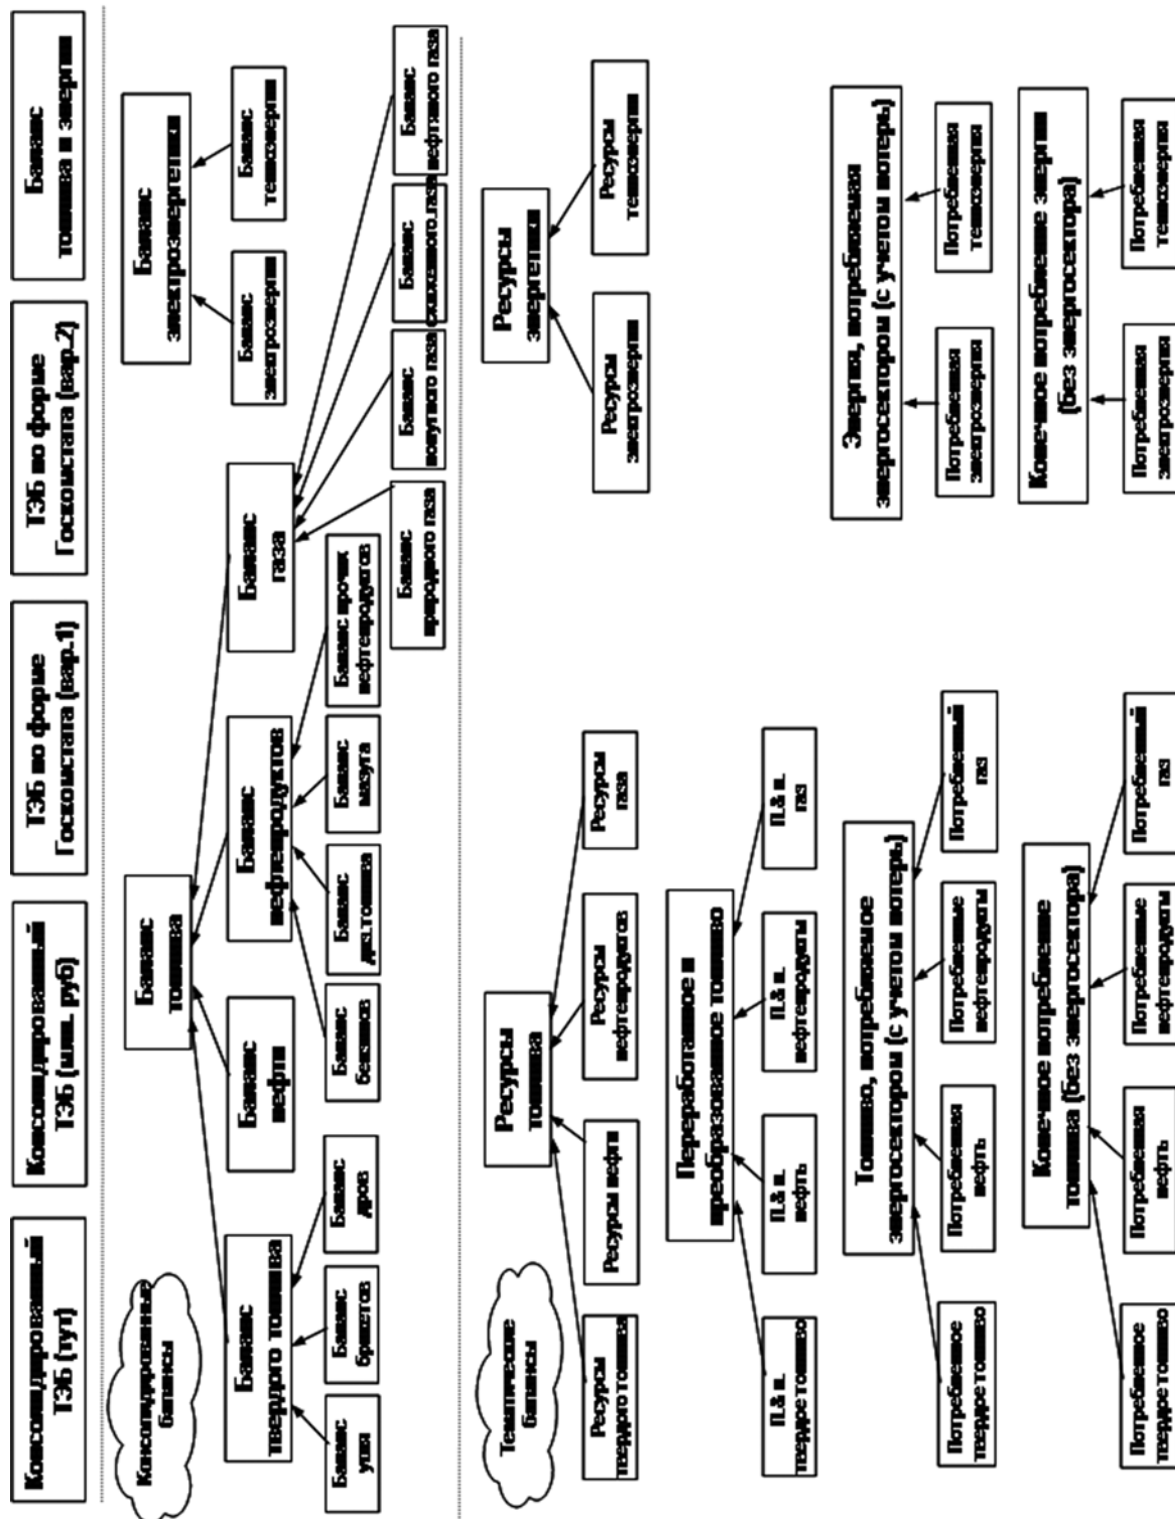 Консолидированный
ТЭБ (тут)
Консолидированный
ТЭБ (млн. руб)
ТЭБ по форме
Госкомстата (вар.1)
ТЭБ по форме
Госкомстата (вар.2)
Баланс
топлива и энергии
Консолидированные
балансы
Баланс
топлива
Баланс
электроэнергетики
Баланс
твердого топлива
Баланс
нефти
Баланс
нефтепродуктов
Баланс
газа
Баланс
электроэнергии
Баланс
теплоэнергии
Баланс
угля
Баланс
брикетов
Баланс
дров
Баланс
бензинов
Баланс
диз.топлива
Баланс
мазута
Баланс прочих
нефтепродуктов
Баланс
природного газа
Баланс
попутного газа
Баланс
сжиженного газа
Баланс
нефтяного газа
Тематические
балансы
Ресурсы
топлива
Ресурсы
энергетики
Ресурсы
твердого топлива
Ресурсы нефти
Ресурсы
нефтепродуктов
Ресурсы
газа
Ресурсы
электроэнергии
Ресурсы
теплоэнергии
Переработанное и
преобразованное топливо
П.& п.
твердое топливо
П.& п.
нефть
П.& п.
нефтепродукты
П.& п.
газ
Топливо, потребленное
энергосектором (с учетом потерь)
Энергия, потребляемая
энергосектором (с учетом потерь)
Потребленное
твердое топливо
Потребленная
нефть
Потребленные
нефтепродукты
Потребленный
газ
Потребленная
электроэнергия
Потребленная
теплоэнергия
Конечное потребление
топлива (без энергосектора)
Конечное потребление энергии
(без энергосектора)
Потребленное
твердое топливо
Потребленная
нефть
Потребленные
нефтепродукты
Потребленный
газ
Потребленная
электроэнергия
Потребленная
теплоэнергия